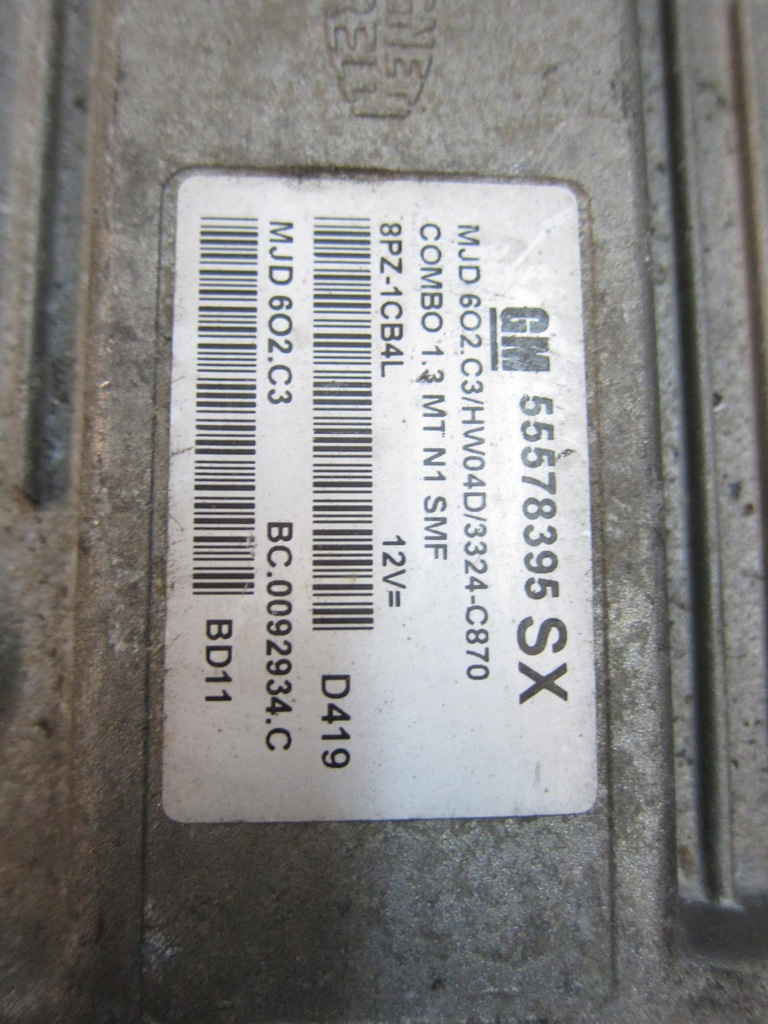 GM 55578395 SX
MJD 6O2.C3/HW04D/3324-C870
COMBO 1.3 MT N1 SMF
8PZ-1CB4L 12V=
D419
MJD 6O2.C3 BC.0092934.C
BD11